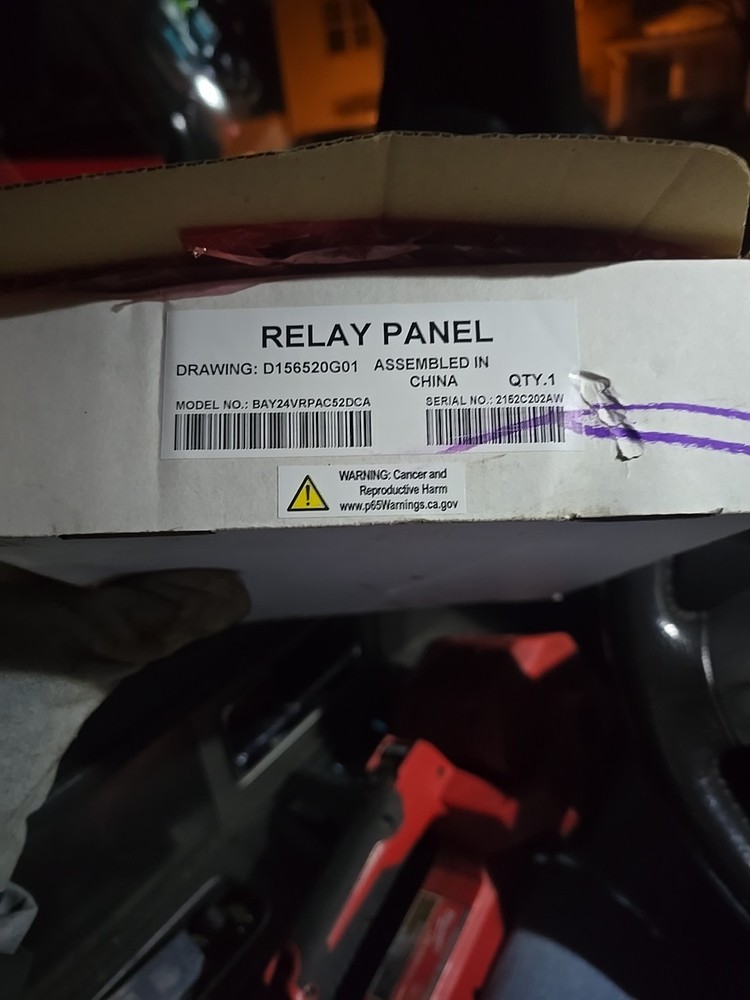 RELAY PANEL
DRAWING: D156520G01 ASSEMBLED IN
CHINA QTY.1
MODEL NO.: BAY24VRPAC52DCA SERIAL NO.: 2152C202AW
WARNING: Cancer and
Reproductive Harm
www.p65Warnings.ca.gov